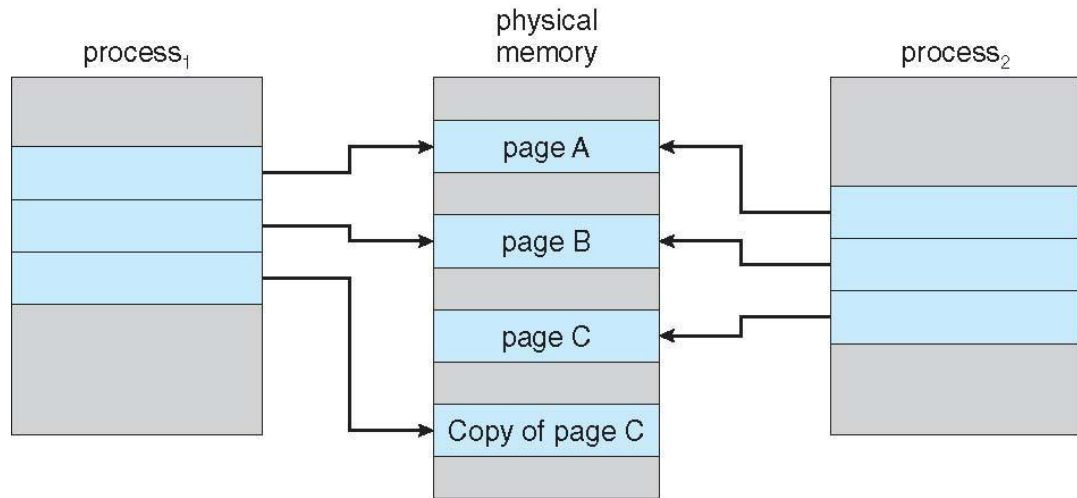 process₁
physical
memory
process₂
page A
page B
page C
Copy of page C